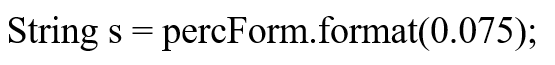 String s = percForm.format(0.075);